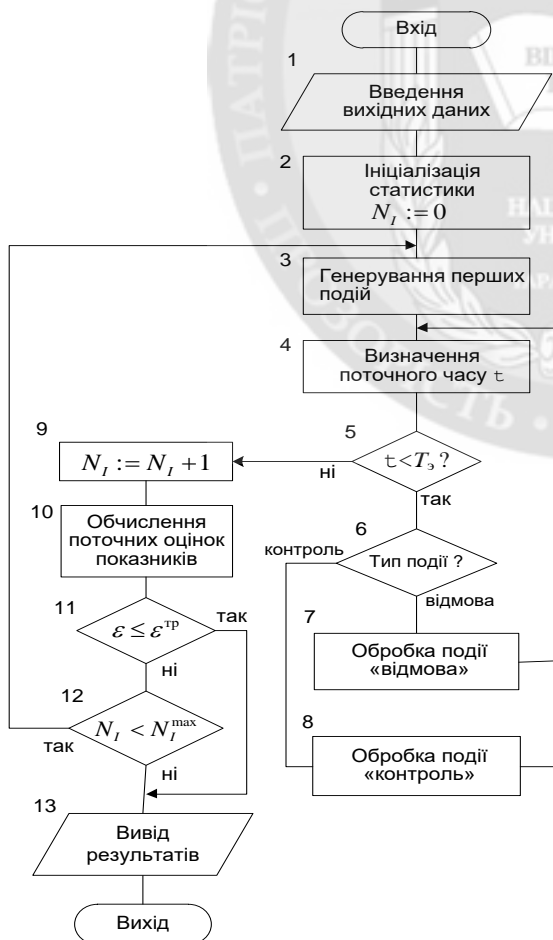 Вхід
1
Введення
вихідних даних
2
Ініціалізація
статистики
N_I := 0
3
Генерування перших
подій
4
Визначення
поточного часу t
5
t<T_э ?
ні
так
9
N_I := N_I + 1
10
Обчислення
поточних оцінок
показників
6
Тип події ?
контроль
відмова
7
Обробка події
«відмова»
8
Обробка події
«контроль»
11
ε ≤ ε^тр
так
ні
12
N_I < N_I^max
так
ні
13
Вивід
результатів
Вихід